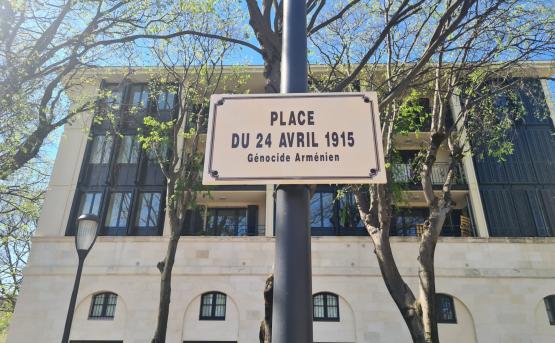 PLACE
DU 24 AVRIL 1915
Génocide Arménien